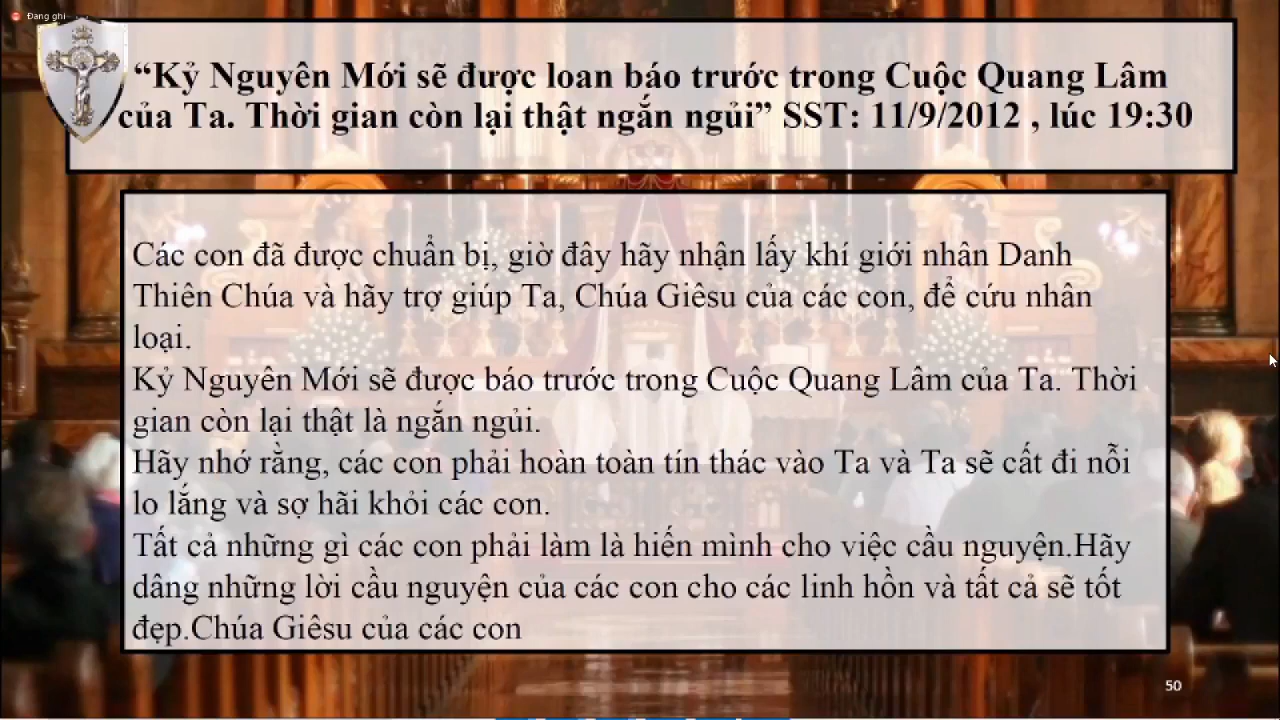 Đang ghi
“Kỷ Nguyên Mới sẽ được loan báo trước trong Cuộc Quang Lâm
của Ta. Thời gian còn lại thật ngắn ngủi” SST: 11/9/2012 , lúc 19:30
Các con đã được chuẩn bị, giờ đây hãy nhận lấy khí giới nhân Danh
Thiên Chúa và hãy trợ giúp Ta, Chúa Giêsu của các con, để cứu nhân
loại.
Kỷ Nguyên Mới sẽ được báo trước trong Cuộc Quang Lâm của Ta. Thời
gian còn lại thật là ngắn ngủi.
Hãy nhớ rằng, các con phải hoàn toàn tín thác vào Ta và Ta sẽ cất đi nỗi
lo lắng và sợ hãi khỏi các con.
Tất cả những gì các con phải làm là hiến mình cho việc cầu nguyện.Hãy
dâng những lời cầu nguyện của các con cho các linh hồn và tất cả sẽ tốt
đẹp.Chúa Giêsu của các con
50